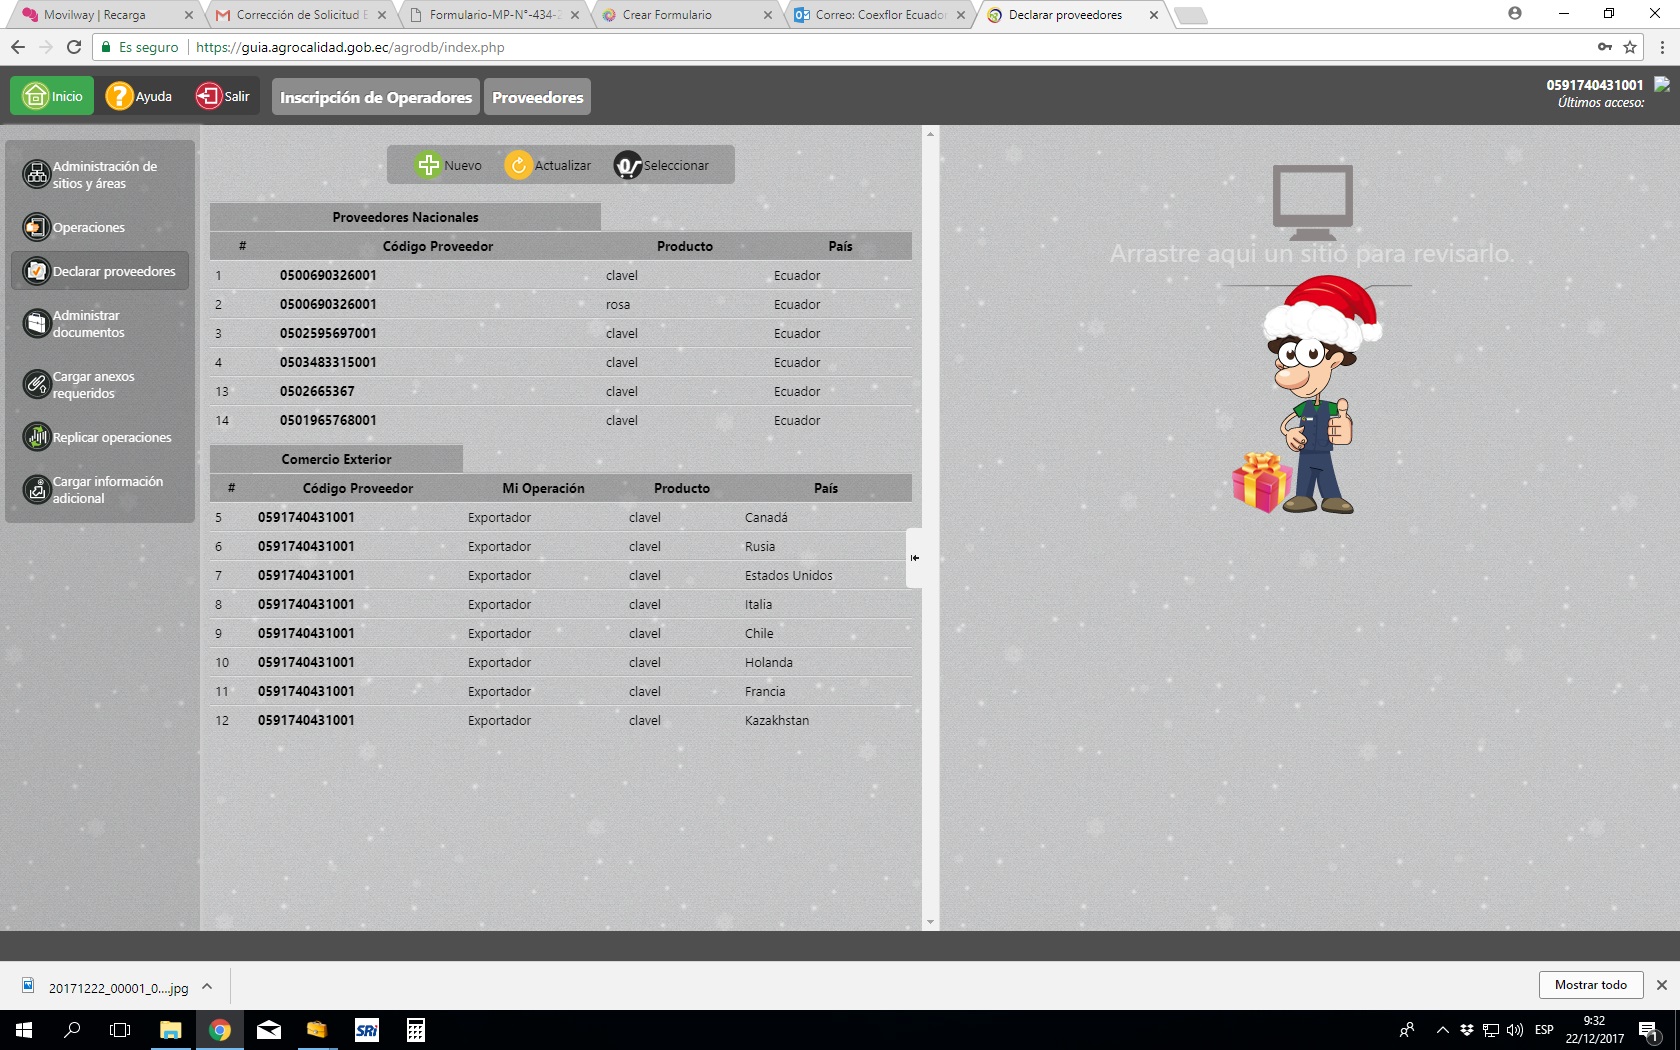 Movilway | Recarga
Corrección de Solicitud E
Formulario-MP-N°-434-2
Crear Formulario
Correo: Coexflor Ecuador
Declarar proveedores
Es seguro
https://guia.agrocalidad.gob.ec/agrodb/index.php
Inicio
Ayuda
Salir
Inscripción de Operadores
Proveedores
0591740431001
Últimos acceso:
Administración de
sitios y áreas
Operaciones
Declarar proveedores
Administrar
documentos
Cargar anexos
requeridos
Replicar operaciones
Cargar información
adicional
Nuevo
Actualizar
Seleccionar
Proveedores Nacionales
# Código Proveedor Producto País
1 0500690326001 clavel Ecuador
2 0500690326001 rosa Ecuador
3 0502595697001 clavel Ecuador
4 0503483315001 clavel Ecuador
13 0502665367 clavel Ecuador
14 0501965768001 clavel Ecuador
Comercio Exterior
# Código Proveedor Mi Operación Producto País
5 0591740431001 Exportador clavel Canadá
6 0591740431001 Exportador clavel Rusia
7 0591740431001 Exportador clavel Estados Unidos
8 0591740431001 Exportador clavel Italia
9 0591740431001 Exportador clavel Chile
10 0591740431001 Exportador clavel Holanda
11 0591740431001 Exportador clavel Francia
12 0591740431001 Exportador clavel Kazakhstan
Arrastre aqui un sitio para revisarlo.
20171222_00001_0....jpg
Mostrar todo
SRi
ESP
9:32
22/12/2017
1